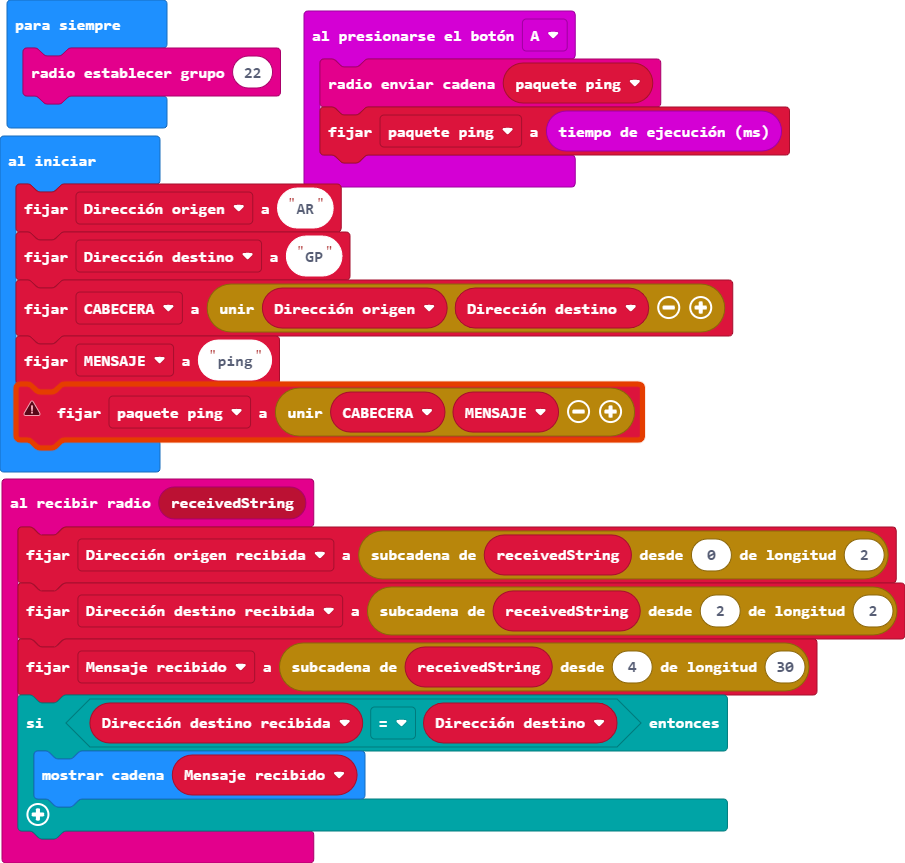 para siempre
radio establecer grupo 22
al presionarse el botón A
radio enviar cadena paquete ping
fijar paquete ping a tiempo de ejecución (ms)
al iniciar
fijar Dirección origen a "AR"
fijar Dirección destino a "GP"
fijar CABECERA a unir Dirección origen Dirección destino
fijar MENSAJE a "ping"
fijar paquete ping a unir CABECERA MENSAJE
al recibir radio receivedString
fijar Dirección origen recibida a subcadena de receivedString desde 0 de longitud 2
fijar Dirección destino recibida a subcadena de receivedString desde 2 de longitud 2
fijar Mensaje recibido a subcadena de receivedString desde 4 de longitud 30
si Dirección destino recibida = Dirección destino entonces
mostrar cadena Mensaje recibido